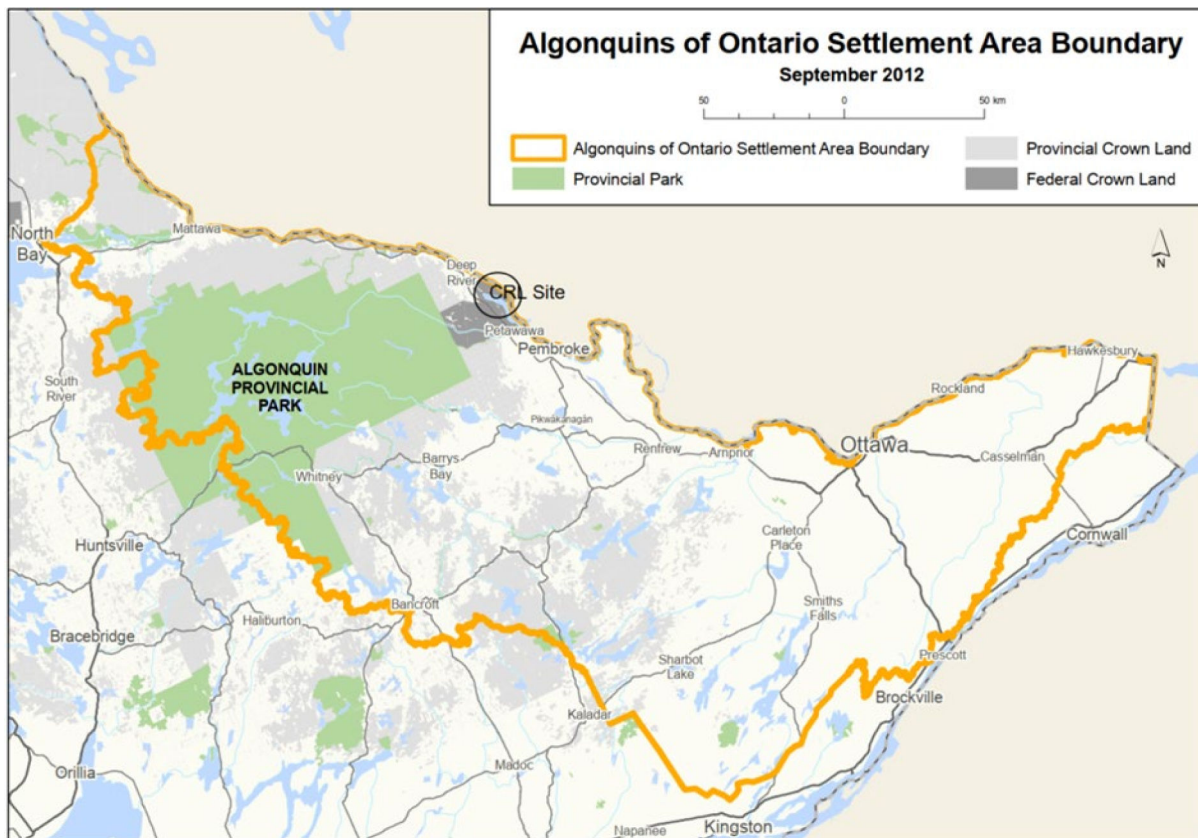 Algonquins of Ontario Settlement Area Boundary
September 2012
50 0 50 km
Algonquins of Ontario Settlement Area Boundary
Provincial Crown Land
Provincial Park
Federal Crown Land
N
North
Bay
Mattawa
Deep
River
CRL Site
Petawawa
Pembroke
ALGONQUIN
PROVINCIAL
PARK
South
River
Hawkesbury
Rockland
Pikwakanagán
Ottawa
Renfrew
Arnprior
Casselman
Barrys
Bay
Whitney
Carleton
Place
Cornwall
Huntsville
Smiths
Falls
Bancroft
Haliburton
Bracebridge
Sharbot
Lake
Prescott
Brockville
Kaladar
Madoc
Orillia
Napanee
Kingston